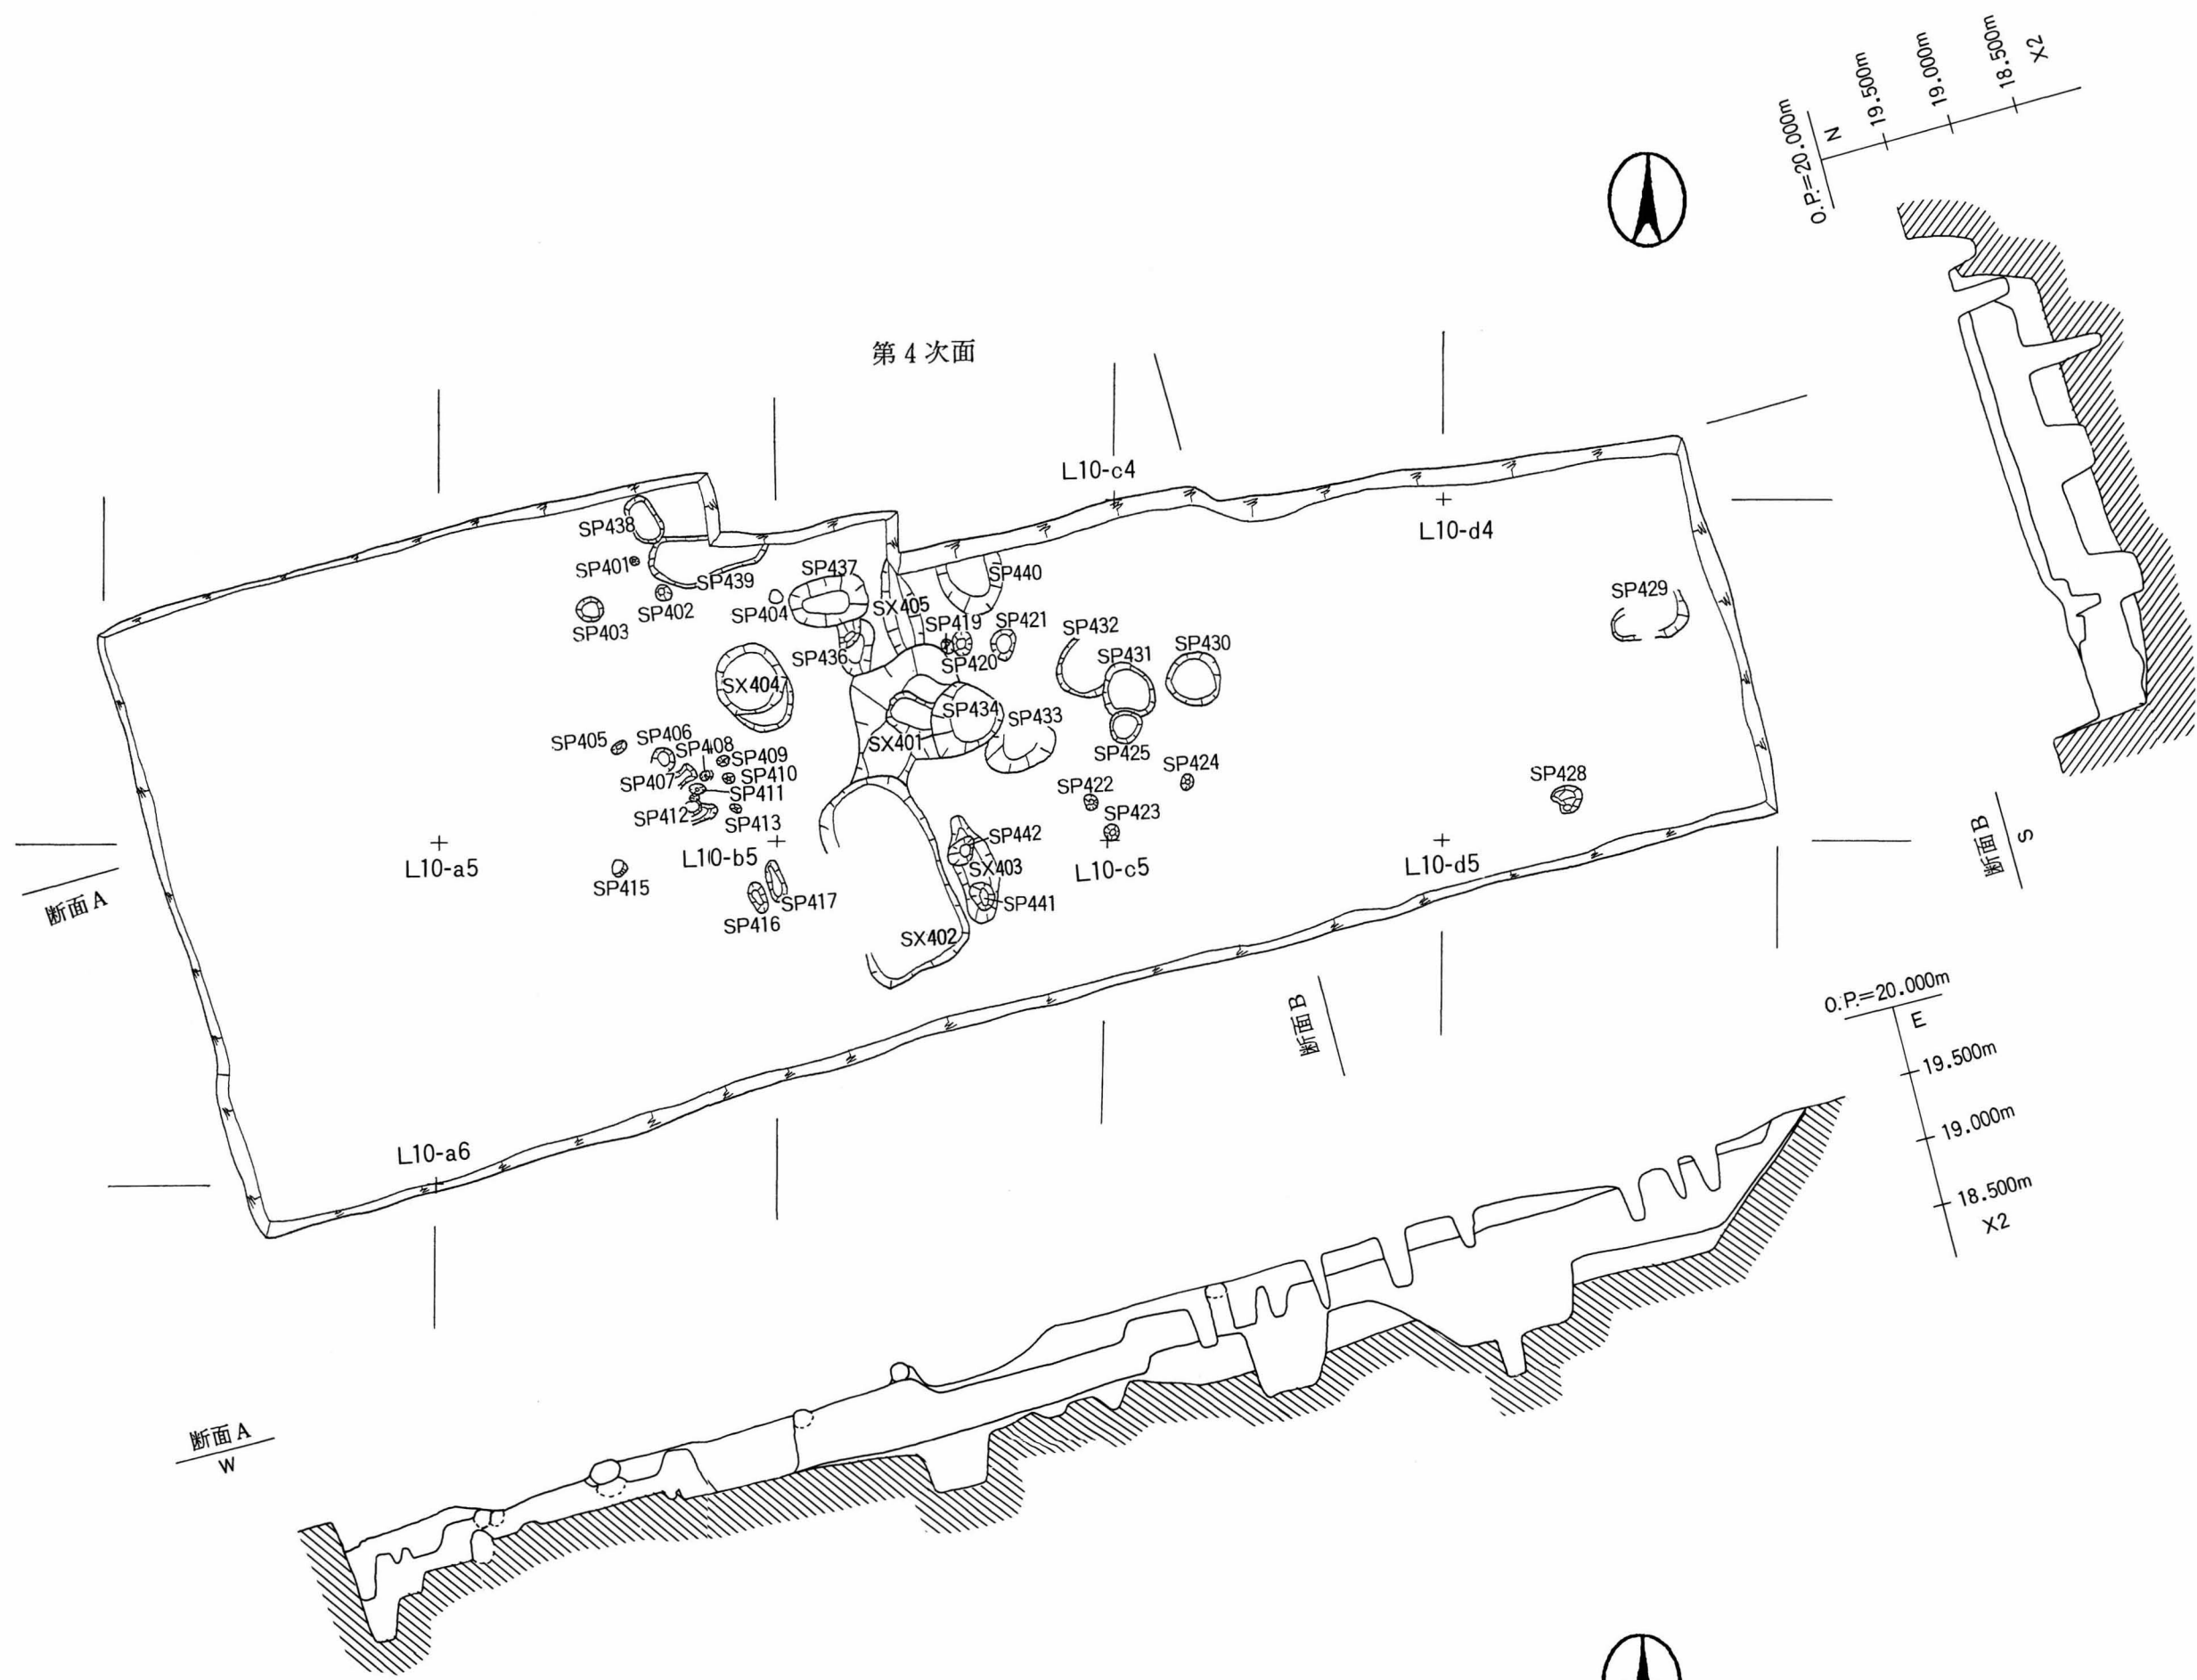 X2
18.500m
19.000m
19.500m
N
O.P.=20.000m
第4次面
L10-c4
L10-d4
SP438
SP401
SP439
SP437
SP440
SP402
SP404
SX405
SP429
SP403
SP419
SP421
SP432
SP436
SP420
SP431
SP430
SX404
SP434
SP433
SP405
SP406
SP408
SX401
SP409
SP425
SP407
SP410
SP424
SP411
SP422
SP428
SP412
SP413
SP423
SP442
L10-a5
L10-b5
SX403
L10-c5
L10-d5
SP415
SP417
SP441
SP416
SX402
断面A
断面B
S
断面B
L10-a6
O.P.=20.000m
E
19.500m
19.000m
18.500m
X2
断面A
W